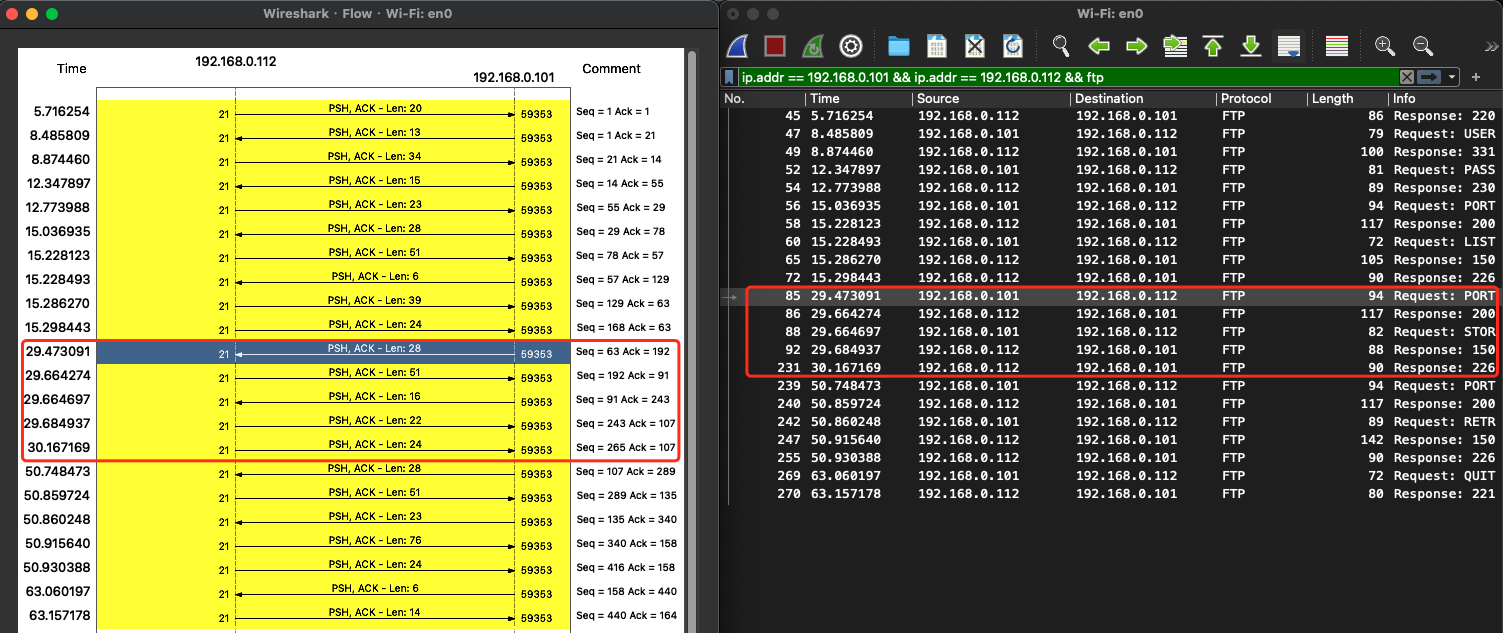 Wireshark · Flow · Wi-Fi: en0
Time 192.168.0.112 192.168.0.101 Comment
5.716254 21 PSH, ACK - Len: 20 59353 Seq = 1 Ack = 1
8.485809 21 PSH, ACK - Len: 13 59353 Seq = 1 Ack = 21
8.874460 21 PSH, ACK - Len: 34 59353 Seq = 21 Ack = 14
12.347897 21 PSH, ACK - Len: 15 59353 Seq = 14 Ack = 55
12.773988 21 PSH, ACK - Len: 23 59353 Seq = 55 Ack = 29
15.036935 21 PSH, ACK - Len: 28 59353 Seq = 29 Ack = 78
15.228123 21 PSH, ACK - Len: 51 59353 Seq = 78 Ack = 57
15.228493 21 PSH, ACK - Len: 6 59353 Seq = 57 Ack = 129
15.286270 21 PSH, ACK - Len: 39 59353 Seq = 129 Ack = 63
15.298443 21 PSH, ACK - Len: 24 59353 Seq = 168 Ack = 63
29.473091 21 PSH, ACK - Len: 28 59353 Seq = 63 Ack = 192
29.664274 21 PSH, ACK - Len: 51 59353 Seq = 192 Ack = 91
29.664697 21 PSH, ACK - Len: 16 59353 Seq = 91 Ack = 243
29.684937 21 PSH, ACK - Len: 22 59353 Seq = 243 Ack = 107
30.167169 21 PSH, ACK - Len: 24 59353 Seq = 265 Ack = 107
50.748473 21 PSH, ACK - Len: 28 59353 Seq = 107 Ack = 289
50.859724 21 PSH, ACK - Len: 51 59353 Seq = 289 Ack = 135
50.860248 21 PSH, ACK - Len: 23 59353 Seq = 135 Ack = 340
50.915640 21 PSH, ACK - Len: 76 59353 Seq = 340 Ack = 158
50.930388 21 PSH, ACK - Len: 24 59353 Seq = 416 Ack = 158
63.060197 21 PSH, ACK - Len: 6 59353 Seq = 158 Ack = 440
63.157178 21 PSH, ACK - Len: 14 59353 Seq = 440 Ack = 164
Wi-Fi: en0
ip.addr == 192.168.0.101 && ip.addr == 192.168.0.112 && ftp
No. Time Source Destination Protocol Length Info
45 5.716254 192.168.0.112 192.168.0.101 FTP 86 Response: 220
47 8.485809 192.168.0.101 192.168.0.112 FTP 79 Request: USER
49 8.874460 192.168.0.112 192.168.0.101 FTP 100 Response: 331
52 12.347897 192.168.0.101 192.168.0.112 FTP 81 Request: PASS
54 12.773988 192.168.0.112 192.168.0.101 FTP 89 Response: 230
56 15.036935 192.168.0.101 192.168.0.112 FTP 94 Request: PORT
58 15.228123 192.168.0.112 192.168.0.101 FTP 117 Response: 200
60 15.228493 192.168.0.101 192.168.0.112 FTP 72 Request: LIST
65 15.286270 192.168.0.112 192.168.0.101 FTP 105 Response: 150
72 15.298443 192.168.0.112 192.168.0.101 FTP 90 Response: 226
85 29.473091 192.168.0.101 192.168.0.112 FTP 94 Request: PORT
86 29.664274 192.168.0.112 192.168.0.101 FTP 117 Response: 200
88 29.664697 192.168.0.101 192.168.0.112 FTP 82 Request: STOR
92 29.684937 192.168.0.112 192.168.0.101 FTP 88 Response: 150
231 30.167169 192.168.0.112 192.168.0.101 FTP 90 Response: 226
239 50.748473 192.168.0.101 192.168.0.112 FTP 94 Request: PORT
240 50.859724 192.168.0.112 192.168.0.101 FTP 117 Response: 200
242 50.860248 192.168.0.101 192.168.0.112 FTP 89 Request: RETR
247 50.915640 192.168.0.112 192.168.0.101 FTP 142 Response: 150
255 50.930388 192.168.0.112 192.168.0.101 FTP 90 Response: 226
269 63.060197 192.168.0.101 192.168.0.112 FTP 72 Request: QUIT
270 63.157178 192.168.0.112 192.168.0.101 FTP 80 Response: 221